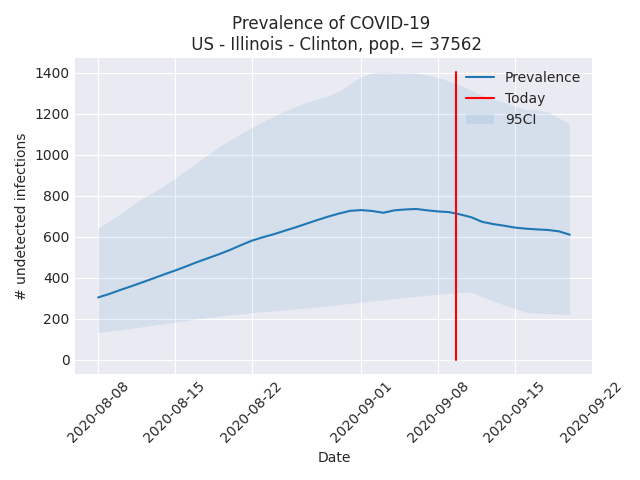 Prevalence of COVID-19
US - Illinois - Clinton, pop. = 37562
1400
1200
1000
800
600
400
200
0
# undetected infections
Prevalence
Today
95CI
2020-08-08
2020-08-15
2020-08-22
2020-09-01
2020-09-08
2020-09-15
2020-09-22
Date